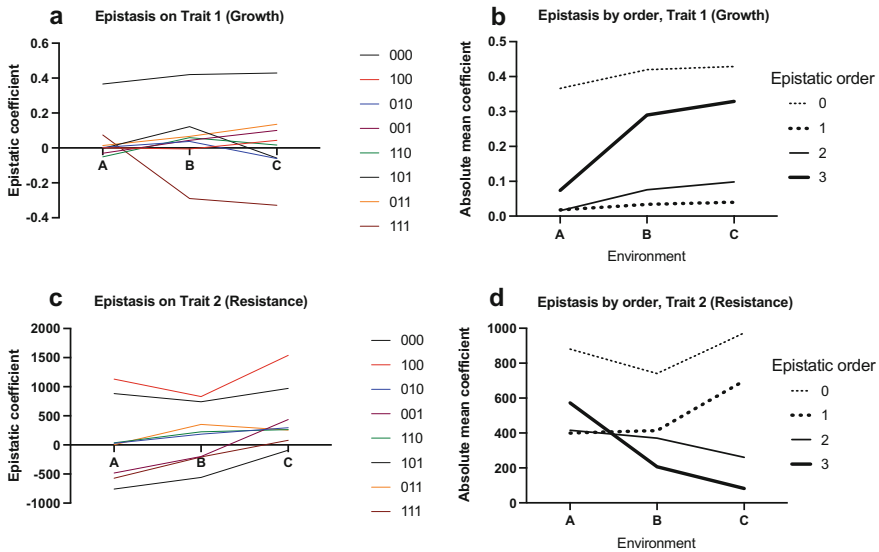 a
Epistasis on Trait 1 (Growth)
Epistatic coefficient
0.6
0.4
0.2
0
-0.2
-0.4
A
B
C
000
100
010
001
110
101
011
111
b
Epistasis by order, Trait 1 (Growth)
Absolute mean coefficient
0.5
0.4
0.3
0.2
0.1
0.0
A
B
C
Environment
Epistatic order
0
1
2
3
c
Epistasis on Trait 2 (Resistance)
Epistatic coefficient
2000
1500
1000
500
0
-500
-1000
A
B
C
000
100
010
001
110
101
011
111
d
Epistasis by order, Trait 2 (Resistance)
Absolute mean coefficient
1000
800
600
400
200
0
A
B
C
Environment
Epistatic order
0
1
2
3